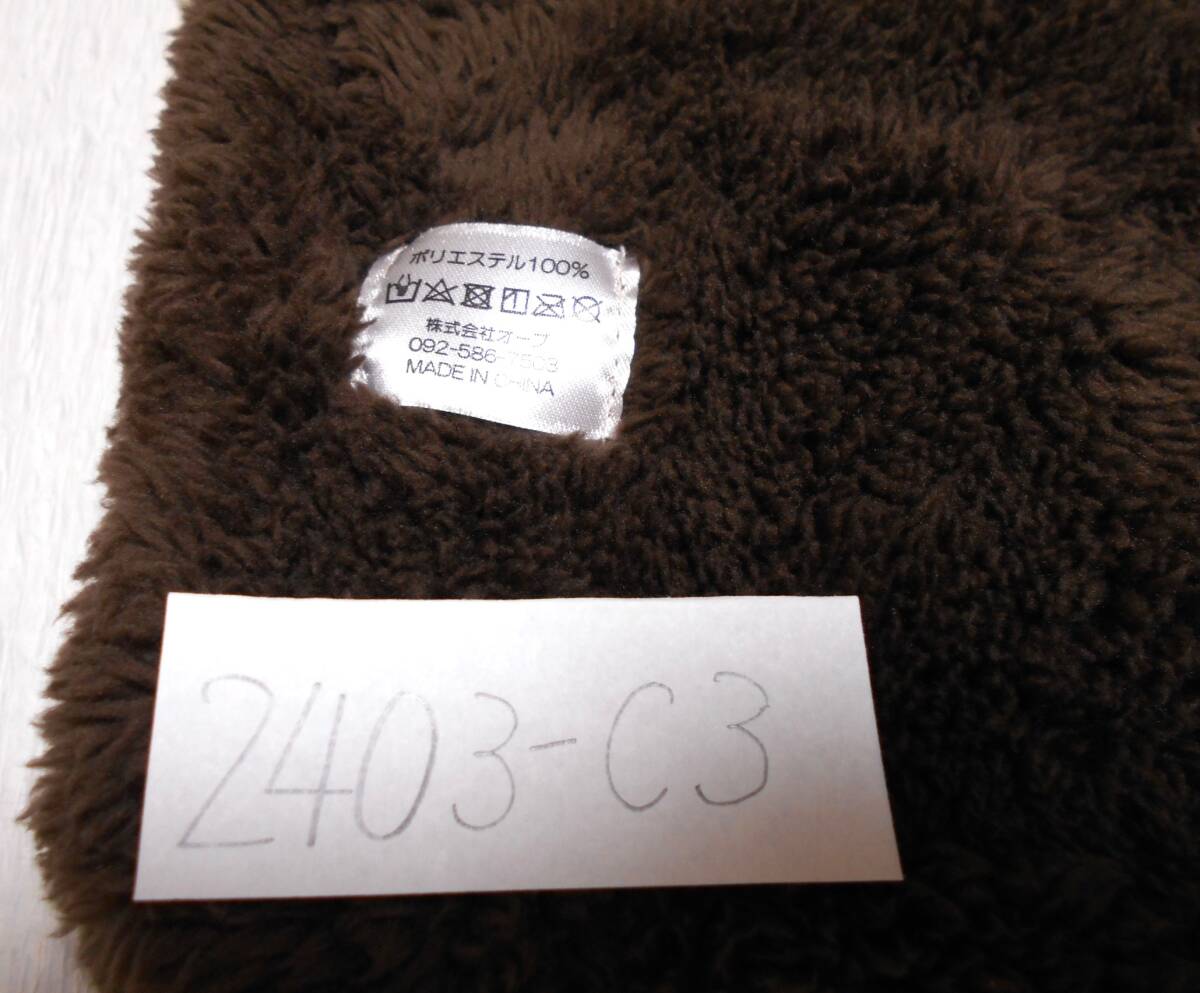 ポリエステル100%
株式会社オーブ
092-586-7503
MADE IN CHINA
2403-C3